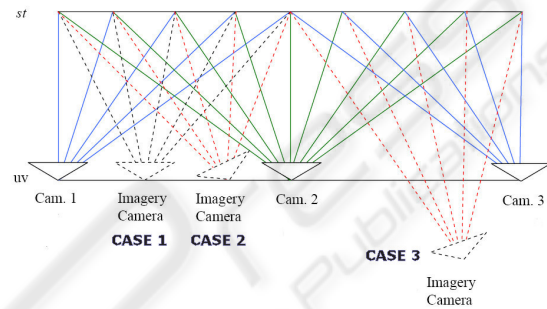 st
uv
Cam. 1
Imagery
Camera
CASE 1
Imagery
Camera
CASE 2
Cam. 2
Cam. 3
CASE 3
Imagery
Camera
Publications